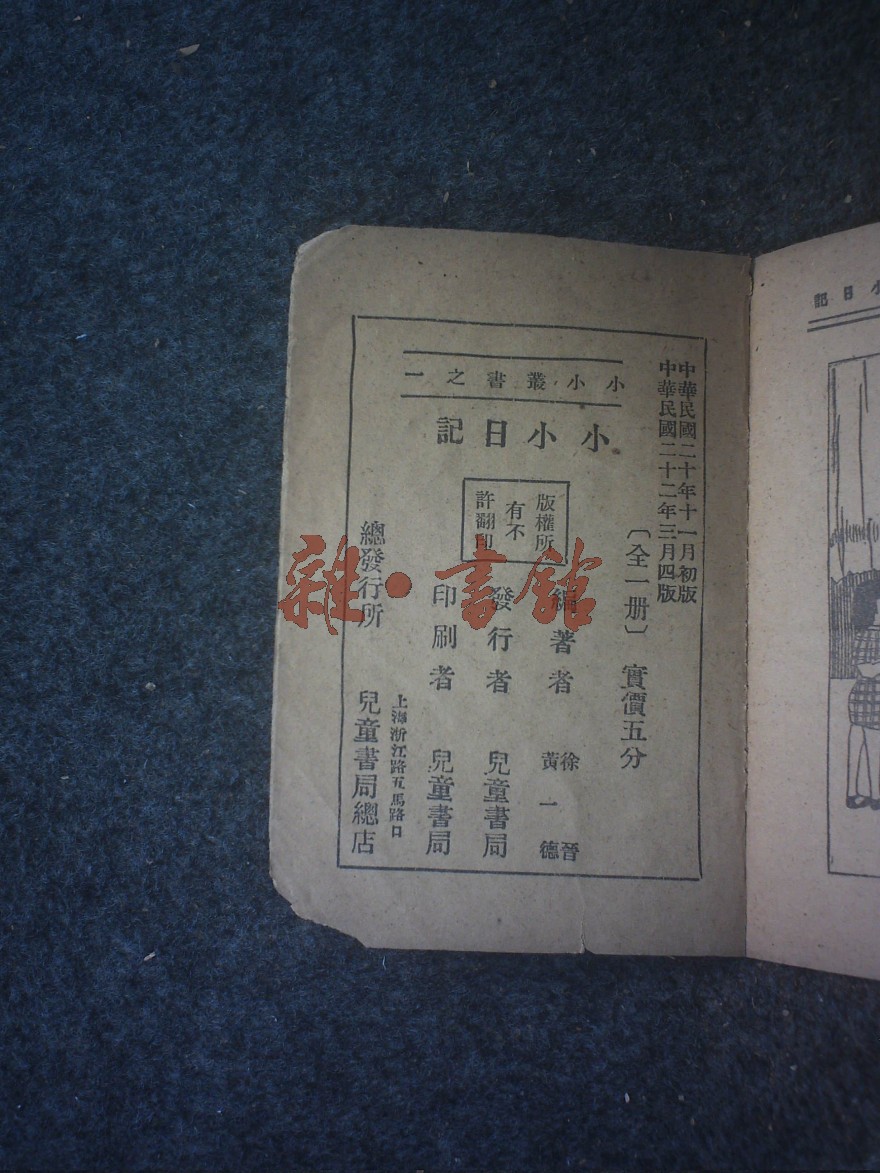 小小叢書之一
小小日記
中華民國二十年十一月初版
中華民國二十二年三月四版
〔全一册〕實價五分
版權所
有不
許翻印
編著者 徐晉
黃一德
發行者 兒童書局
印刷者 兒童書局
總發行所 上海浙江路五馬路口
兒童書局總店
小日記
雜·書館